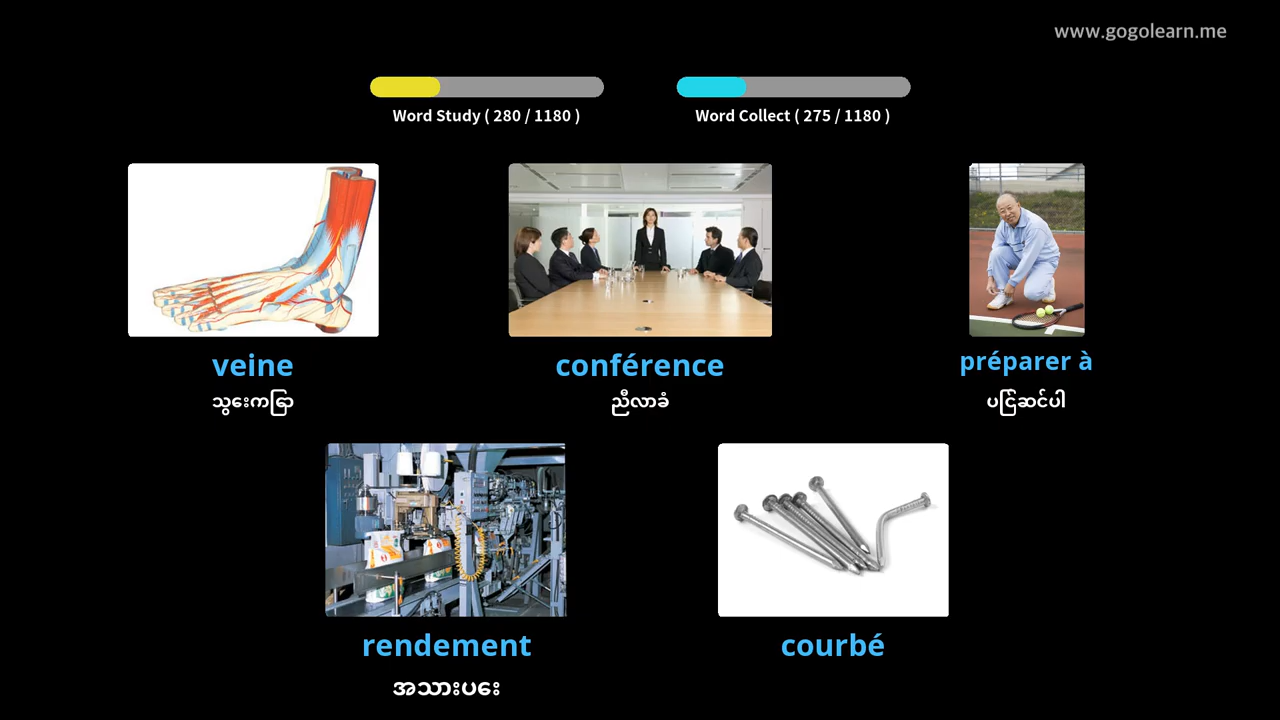 www.gogolearn.me
Word Study ( 280 / 1180 )
Word Collect ( 275 / 1180 )
veine
သွေးကြော
conférence
ညီလာခံ
préparer à
ပြင်ဆင်ပါ
rendement
အသားပေး
courbé